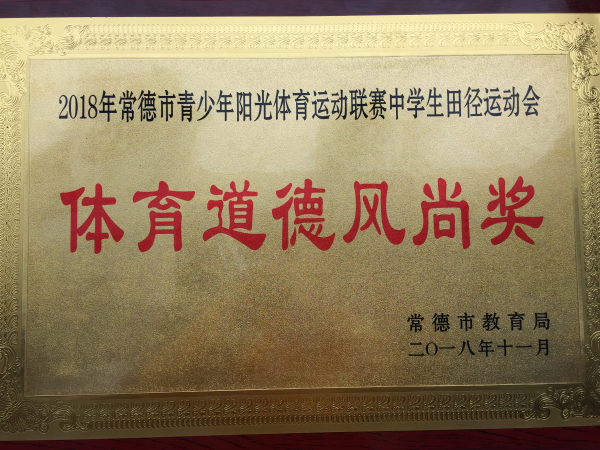 2018年常德市青少年阳光体育运动联赛中学生田径运动会
体育道德风尚奖
常德市教育局
二〇一八年十一月